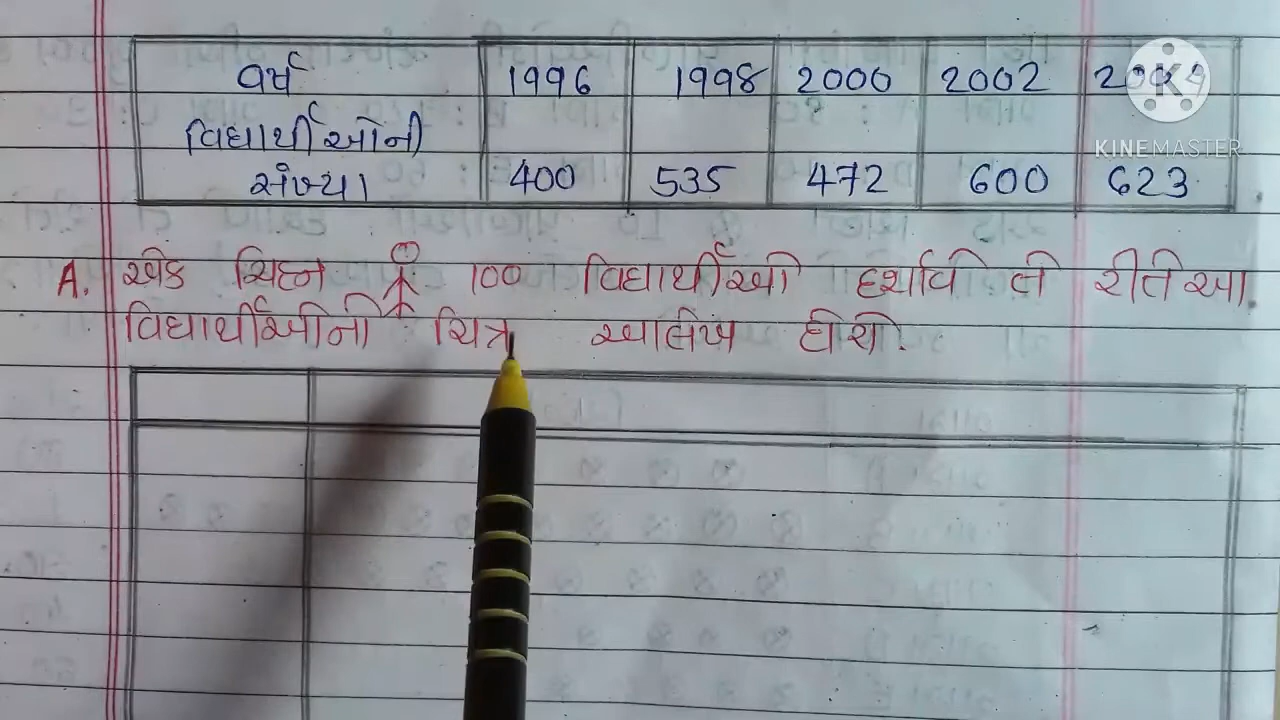 વર્ષ 1996 1998 2000 2002
વિદ્યાર્થીઓની
સંખ્યા 400 535 472 600 623
KINEMASTER
A. એક ચિહ્ન 100 વિદ્યાર્થીઓ દર્શાવે તે રીતે આ
વિદ્યાર્થીઓનો ચિત્ર આલેખ દોરો.